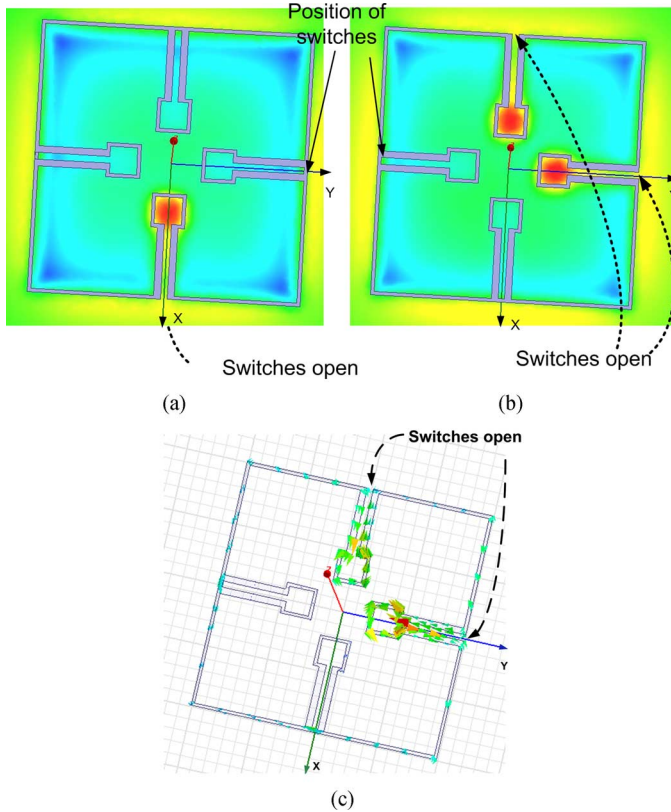 Position of
switches
Y
X
Switches open
(a)
X
Switches open
(b)
Switches open
Z
Y
X
(c)